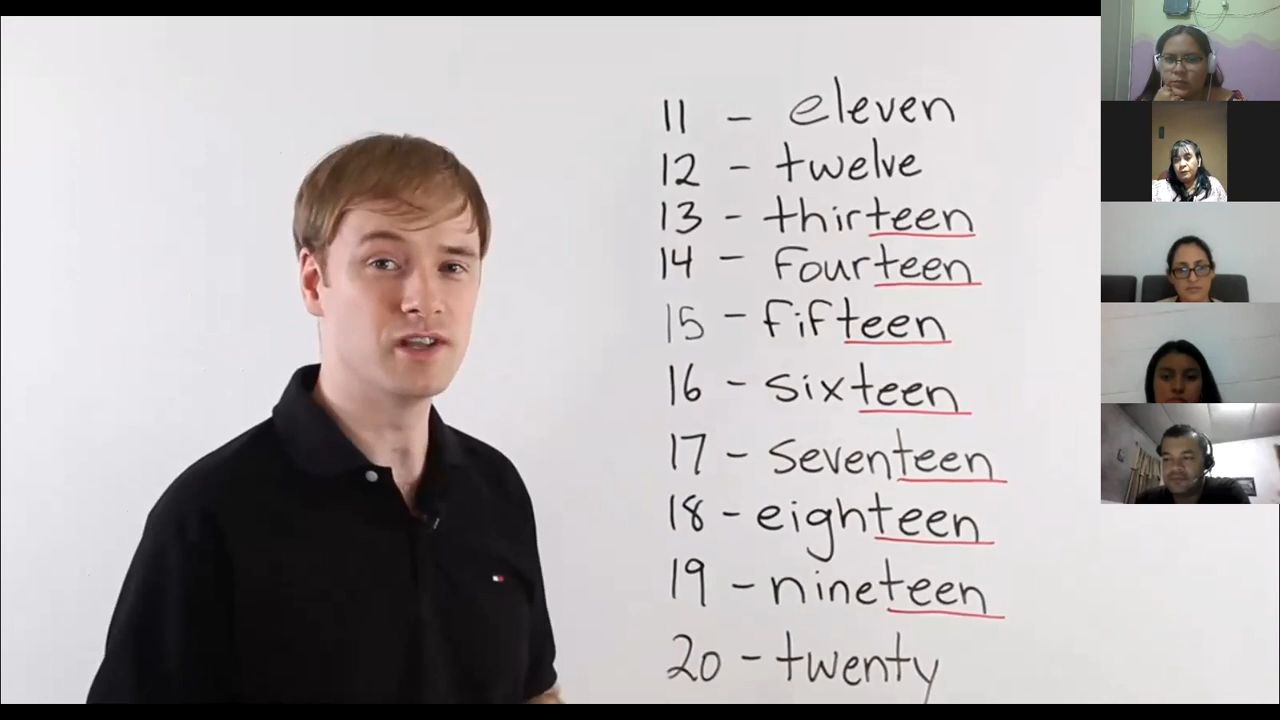 11 - eleven
12 - twelve
13 - thirteen
14 - fourteen
15 - fifteen
16 - sixteen
17 - seventeen
18 - eighteen
19 - nineteen
20 - twenty